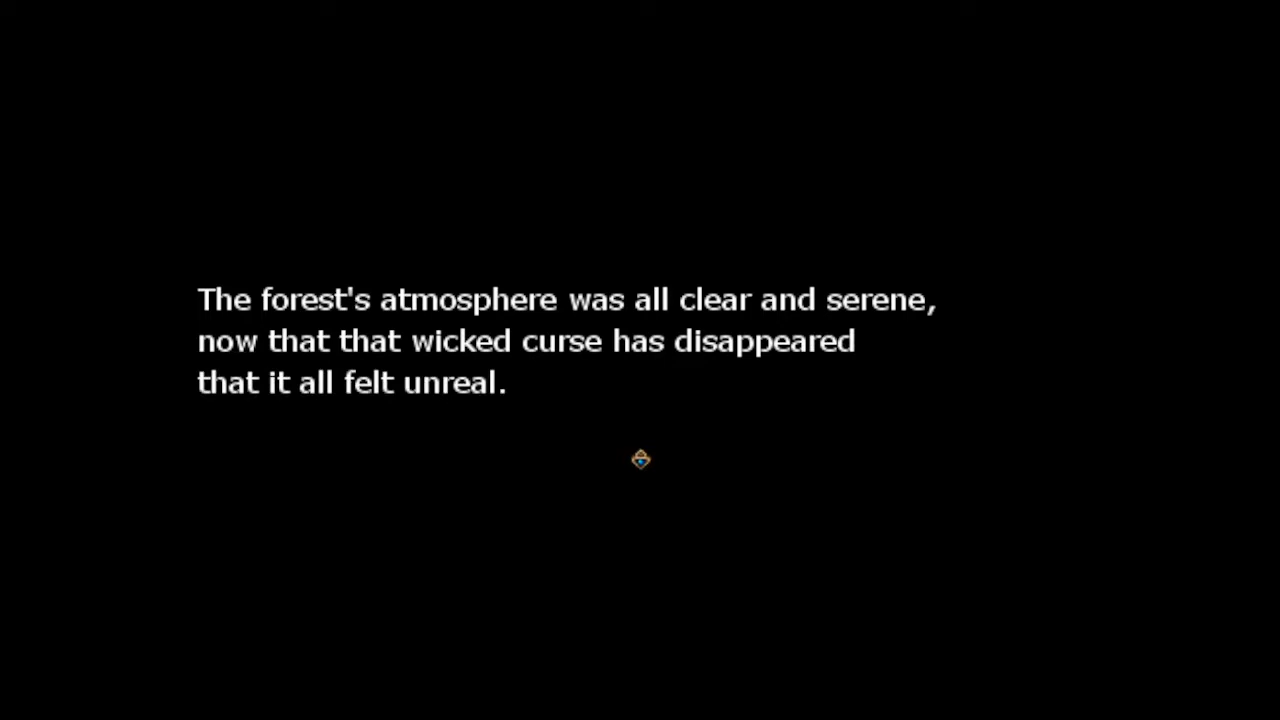 The forest's atmosphere was all clear and serene,
now that that wicked curse has disappeared
that it all felt unreal.